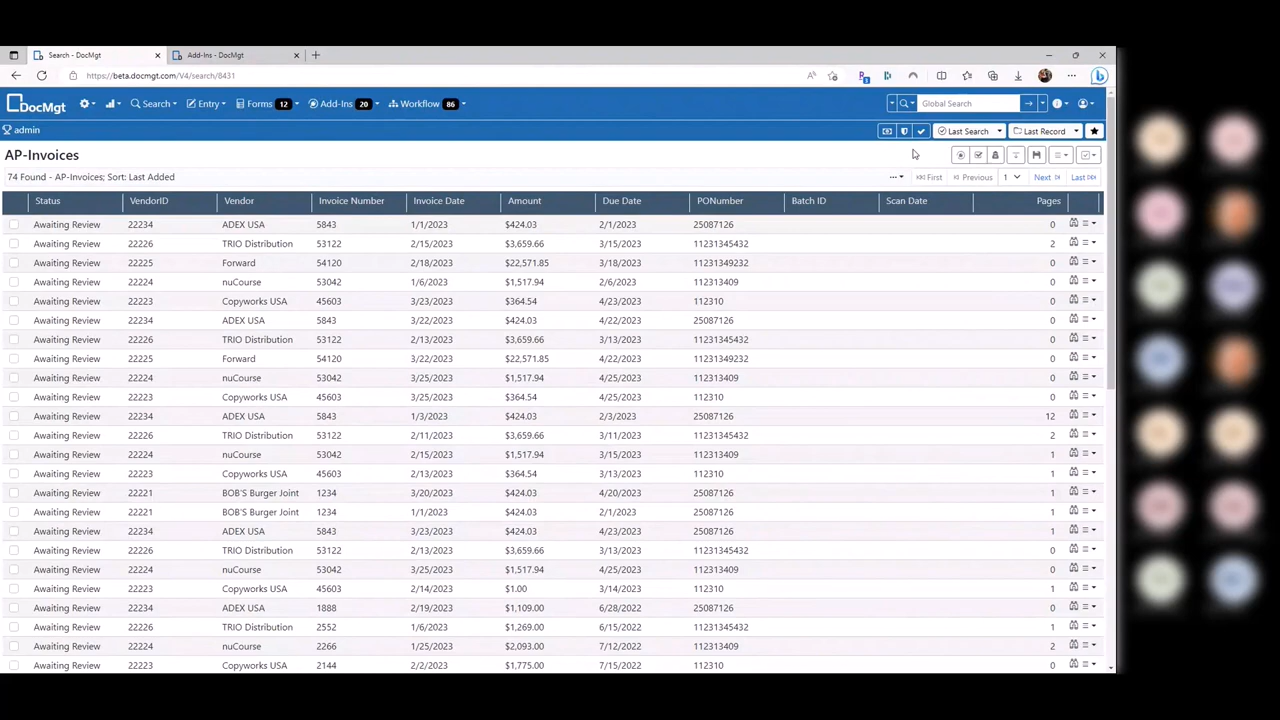 Search - DocMgt
Add-Ins - DocMgt
https://beta.docmgt.com/V4/search/8431
DocMgt
Search
Entry
Forms 12
Add-Ins 20
Workflow 86
Global Search
admin
Last Search
Last Record
AP-Invoices
74 Found - AP-Invoices; Sort: Last Added
First Previous 1 Next Last
Status VendorID Vendor Invoice Number Invoice Date Amount Due Date PONumber Batch ID Scan Date Pages
Awaiting Review 22234 ADEX USA 5843 1/1/2023 $424.03 2/1/2023 25087126 0
Awaiting Review 22226 TRIO Distribution 53122 2/15/2023 $3,659.66 3/15/2023 11231345432 2
Awaiting Review 22225 Forward 54120 2/18/2023 $22,571.85 3/18/2023 11231349232 0
Awaiting Review 22224 nuCourse 53042 1/6/2023 $1,517.94 2/6/2023 112313409 0
Awaiting Review 22223 Copyworks USA 45603 3/23/2023 $364.54 4/23/2023 112310 0
Awaiting Review 22234 ADEX USA 5843 3/22/2023 $424.03 4/22/2023 25087126 0
Awaiting Review 22226 TRIO Distribution 53122 3/22/2023 $3,659.66 4/22/2023 11231345432 0
Awaiting Review 22225 Forward 54120 3/22/2023 $22,571.85 4/22/2023 11231349232 0
Awaiting Review 22224 nuCourse 53042 3/25/2023 $1,517.94 4/25/2023 112313409 0
Awaiting Review 22223 Copyworks USA 45603 3/25/2023 $364.54 4/25/2023 112310 0
Awaiting Review 22234 ADEX USA 5843 1/3/2023 $424.03 2/3/2023 25087126 12
Awaiting Review 22226 TRIO Distribution 53122 2/11/2023 $3,659.66 3/11/2023 11231345432 2
Awaiting Review 22224 nuCourse 53042 2/15/2023 $1,517.94 3/15/2023 112313409 1
Awaiting Review 22223 Copyworks USA 45603 2/13/2023 $364.54 3/13/2023 112310 1
Awaiting Review 22221 BOB'S Burger Joint 1234 3/20/2023 $424.03 4/20/2023 25087126 1
Awaiting Review 22221 BOB'S Burger Joint 1234 1/1/2023 $424.03 2/1/2023 25087126 1
Awaiting Review 22234 ADEX USA 5843 3/23/2023 $424.03 4/23/2023 25087126 1
Awaiting Review 22226 TRIO Distribution 53122 2/13/2023 $3,659.66 3/13/2023 11231345432 0
Awaiting Review 22224 nuCourse 53042 3/25/2023 $1,517.94 4/25/2023 112313409 0
Awaiting Review 22223 Copyworks USA 45603 2/14/2023 $1.00 3/14/2023 112310 1
Awaiting Review 22234 ADEX USA 1888 2/19/2023 $1,109.00 6/28/2022 25087126 0
Awaiting Review 22226 TRIO Distribution 2552 1/6/2023 $1,269.00 6/15/2022 11231345432 1
Awaiting Review 22224 nuCourse 2266 1/25/2023 $2,093.00 7/15/2022 112313409 2
Awaiting Review 22223 Copyworks USA 2144 2/2/2023 $1,775.00 7/15/2022 112310 0